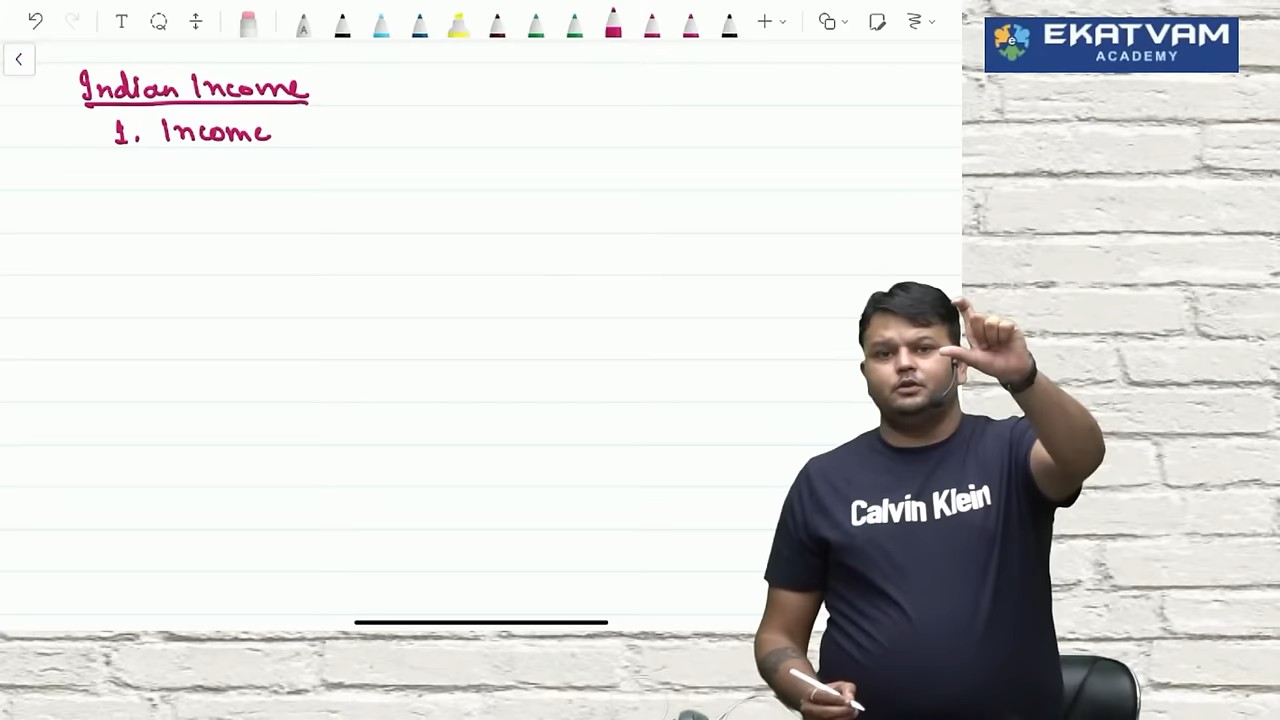 EKATVAM
ACADEMY
Indian Income
1. Income
Calvin Klein